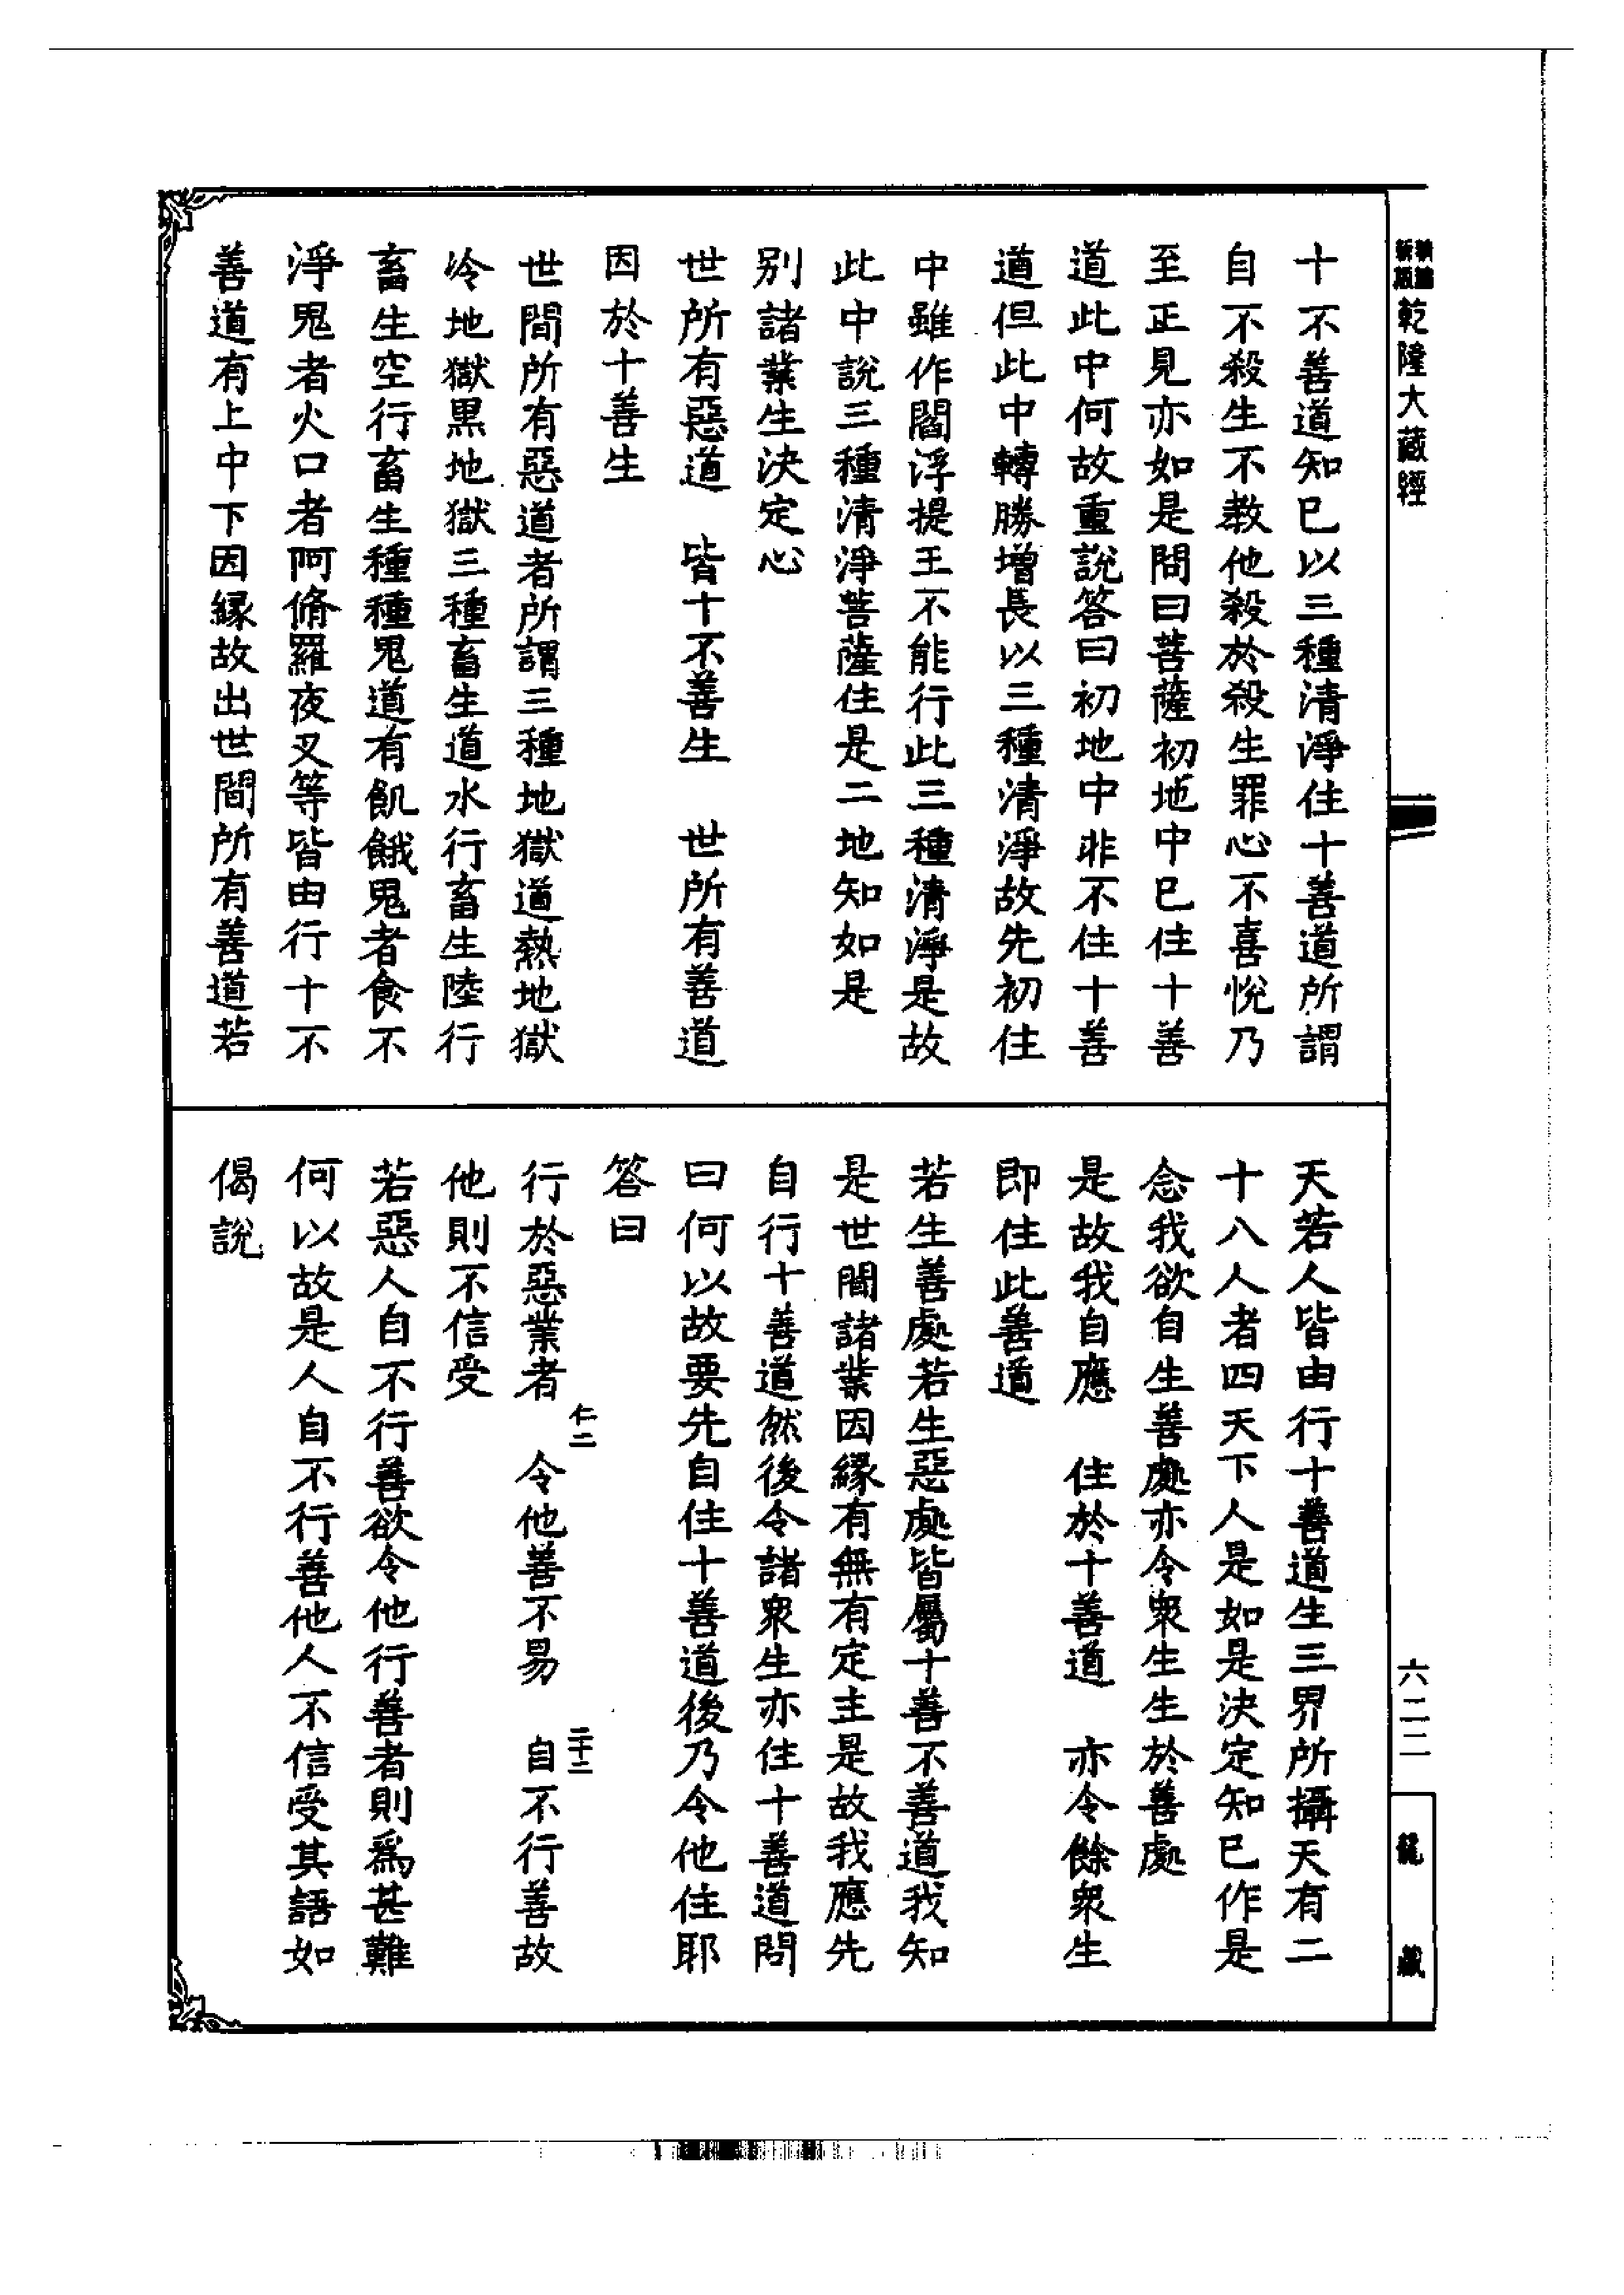 新編
新版
乾隆大藏經
十不善道知已以三種清淨住十善道所謂
自不殺生不教他殺於殺生罪心不喜悅乃
至正見亦如是問曰菩薩初地中已住十善
道此中何故重說答曰初地中非不住十善
道但此中轉勝增長以三種清淨故先初住
中雖作閻浮提王不能行此三種清淨是故
此中說三種清淨菩薩住是二地知如是
別諸業生決定心
世所有惡道　皆十不善生　世所有善道
因於十善生
世間所有惡道者所謂三種地獄道熱地獄
冷地獄黑地獄三種畜生道水行畜生陸行
畜生空行畜生種種鬼道有飢餓鬼者食不
淨鬼者火口者阿脩羅夜叉等皆由行十不
善道有上中下因緣故出世間所有善道若
天若人皆由行十善道生三界所攝天有二
十八人者四天下人是如是決定知已作是
念我欲自生善處亦令眾生生於善處
是故我自應　住於十善道　亦令餘眾生
即住此善道
若生善處若生惡處皆屬十善不善道我知
是世間諸業因緣有無有定主是故我應先
自行十善道然後令諸眾生亦住十善道問
曰何以故要先自住十善道後乃令他住耶
答曰
行於惡業者　令他善不易　自不行善故
仁二
二十二
他則不信受
若惡人自不行善欲令他行善者則為甚難
何以故是人自不行善他人不信受其語如
偈說
六二二
龍藏